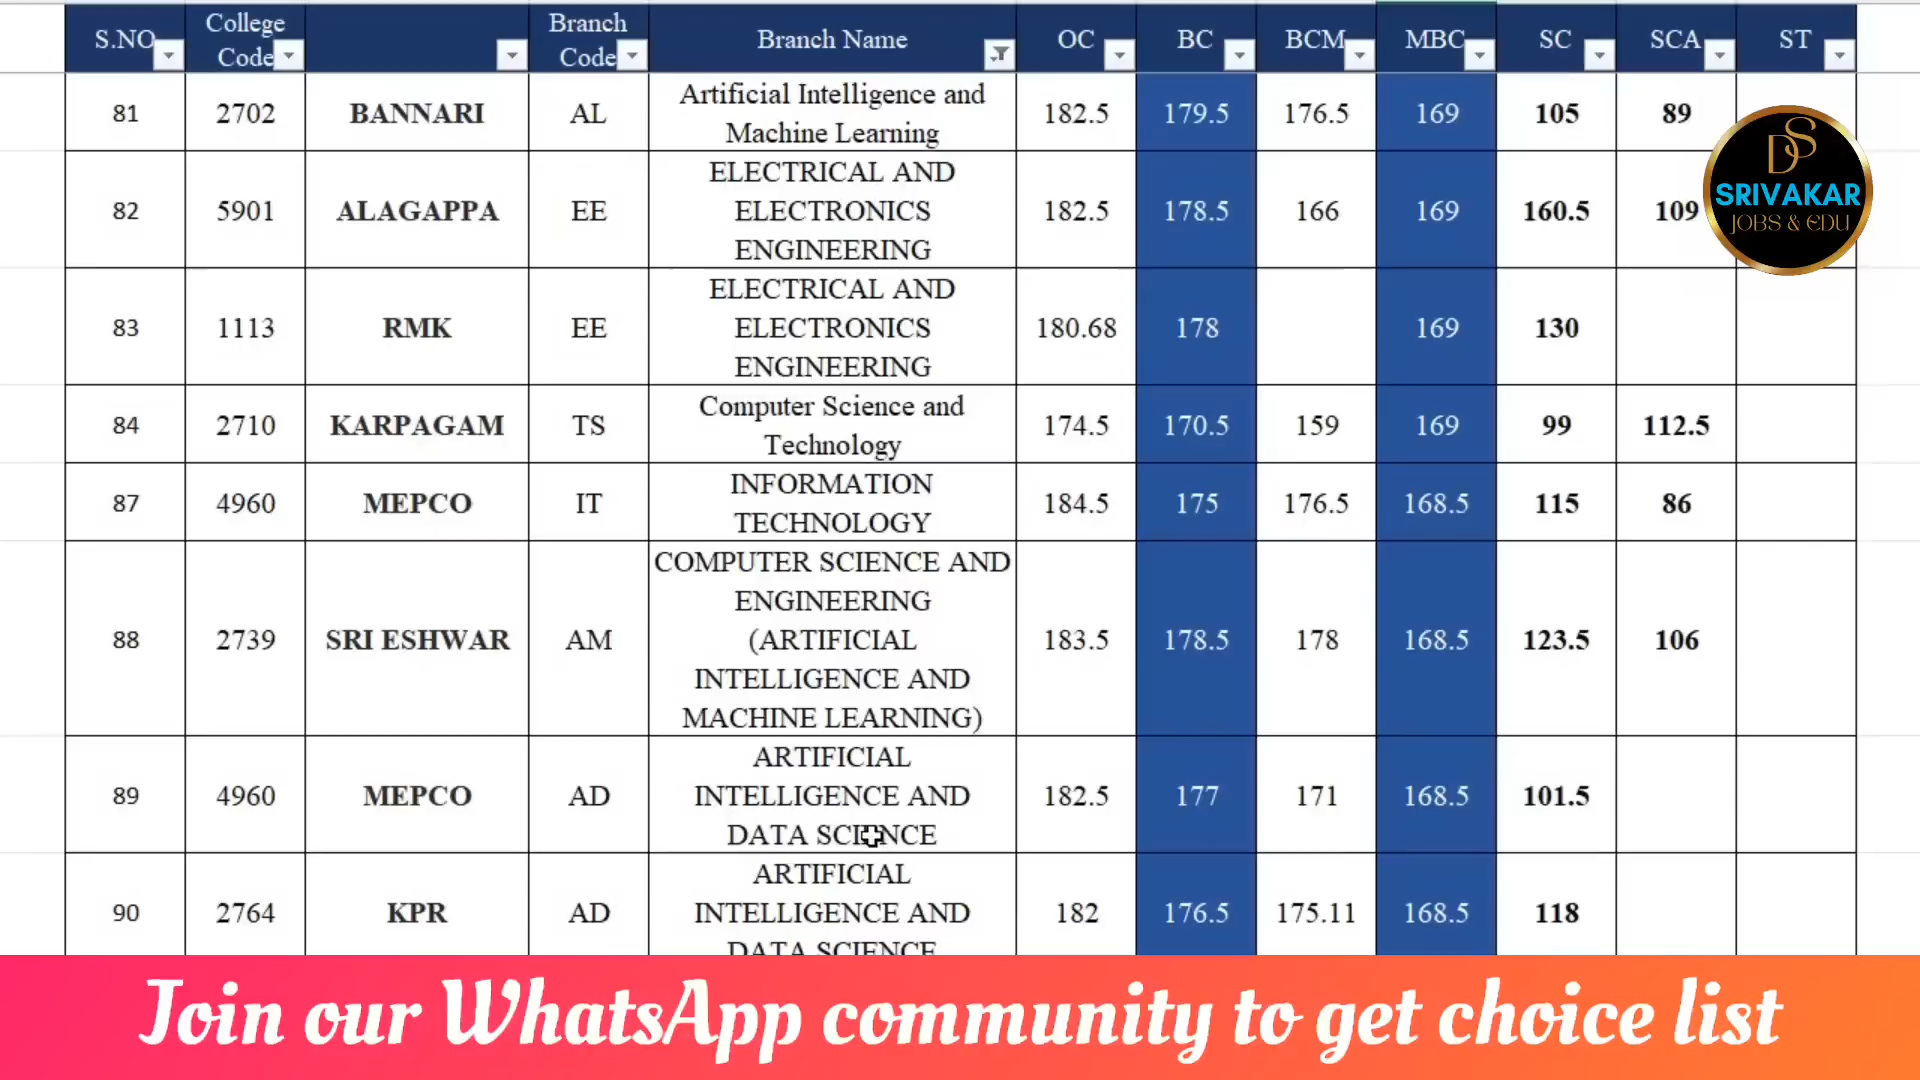 S.NO College Code Branch Code Branch Name OC BC BCM MBC SC SCA ST
81 2702 BANNARI AL Artificial Intelligence and Machine Learning 182.5 179.5 176.5 169 105 89
82 5901 ALAGAPPA EE ELECTRICAL AND ELECTRONICS ENGINEERING 182.5 178.5 166 169 160.5 109
83 1113 RMK EE ELECTRICAL AND ELECTRONICS ENGINEERING 180.68 178 169 130
84 2710 KARPAGAM TS Computer Science and Technology 174.5 170.5 159 169 99 112.5
87 4960 MEPCO IT INFORMATION TECHNOLOGY 184.5 175 176.5 168.5 115 86
88 2739 SRI ESHWAR AM COMPUTER SCIENCE AND ENGINEERING (ARTIFICIAL INTELLIGENCE AND MACHINE LEARNING) 183.5 178.5 178 168.5 123.5 106
89 4960 MEPCO AD ARTIFICIAL INTELLIGENCE AND DATA SCIENCE 182.5 177 171 168.5 101.5
90 2764 KPR AD ARTIFICIAL INTELLIGENCE AND DATA SCIENCE 182 176.5 175.11 168.5 118
DS
SRIVAKAR
JOBS & EDU
Join our WhatsApp community to get choice list